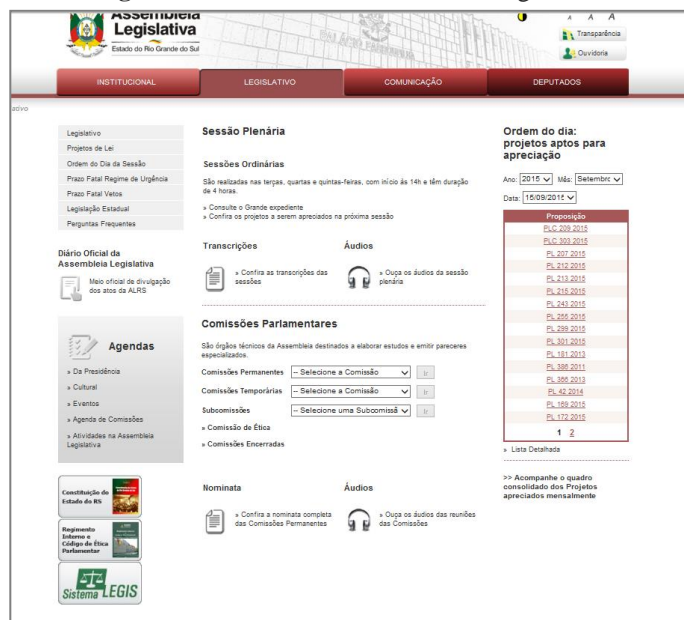 Assembleia
Legislativa
Estado do Rio Grande do Sul
A A A
Transparência
Ouvidoria
INSTITUCIONAL
LEGISLATIVO
COMUNICAÇÃO
DEPUTADOS
ativo
Legislativo
Projetos de Lei
Ordem do Dia da Sessão
Prazo Fatal Regime de Urgência
Prazo Fatal Vetos
Legislação Estadual
Perguntas Frequentes
Diário Oficial da
Assembleia Legislativa
Meio oficial de divulgação
dos atos da ALRS
Agendas
» Da Presidência
» Cultural
» Eventos
» Agenda de Comissões
» Atividades na Assembleia
Legislativa
Constituição do
Estado do RS
Regimento
Interno e
Código de Ética
Parlamentar
Sistema LEGIS
Sessão Plenária
Sessões Ordinárias
São realizadas nas terças, quartas e quintas-feiras, com início às 14h e têm duração
de 4 horas.
» Consulte o Grande expediente
» Confira os projetos a serem apreciados na próxima sessão
Transcrições
» Confira as transcrições das
sessões
Áudios
» Ouça os áudios da sessão
plenária
Comissões Parlamentares
São órgãos técnicos da Assembleia destinados a elaborar estudos e emitir pareceres
especializados.
Comissões Permanentes -- Selecione a Comissão Ir
Comissões Temporárias -- Selecione a Comissão Ir
Subcomissões -- Selecione uma Subcomissã Ir
» Comissão de Ética
» Comissões Encerradas
Nominata
» Confira a nominata completa
das Comissões Permanentes
Áudios
» Ouça os áudios das reuniões
das Comissões
Ordem do dia:
projetos aptos para
apreciação
Ano: 2015 Mês: Setembro
Data: 15/09/2015
Proposição
PLC 209 2015
PLC 303 2015
PL 207 2015
PL 212 2015
PL 213 2015
PL 215 2015
PL 243 2015
PL 255 2015
PL 299 2015
PL 301 2015
PL 181 2013
PL 386 2011
PL 366 2013
PL 42 2014
PL 169 2015
PL 172 2015
1 2
» Lista Detalhada
>> Acompanhe o quadro
consolidado dos Projetos
apreciados mensalmente